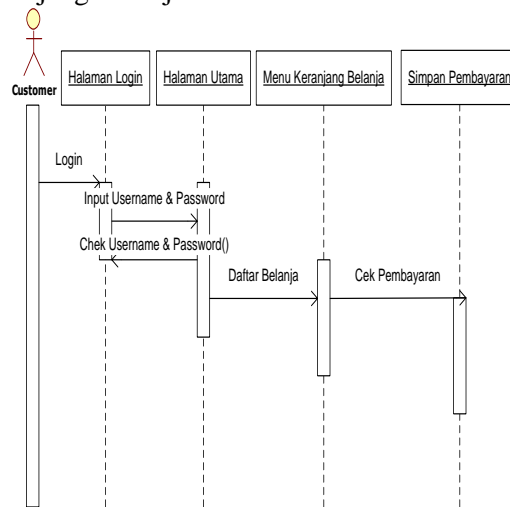 Customer
Halaman Login
Halaman Utama
Menu Keranjang Belanja
Simpan Pembayaran
Login
Input Username & Password
Chek Username & Password()
Daftar Belanja
Cek Pembayaran